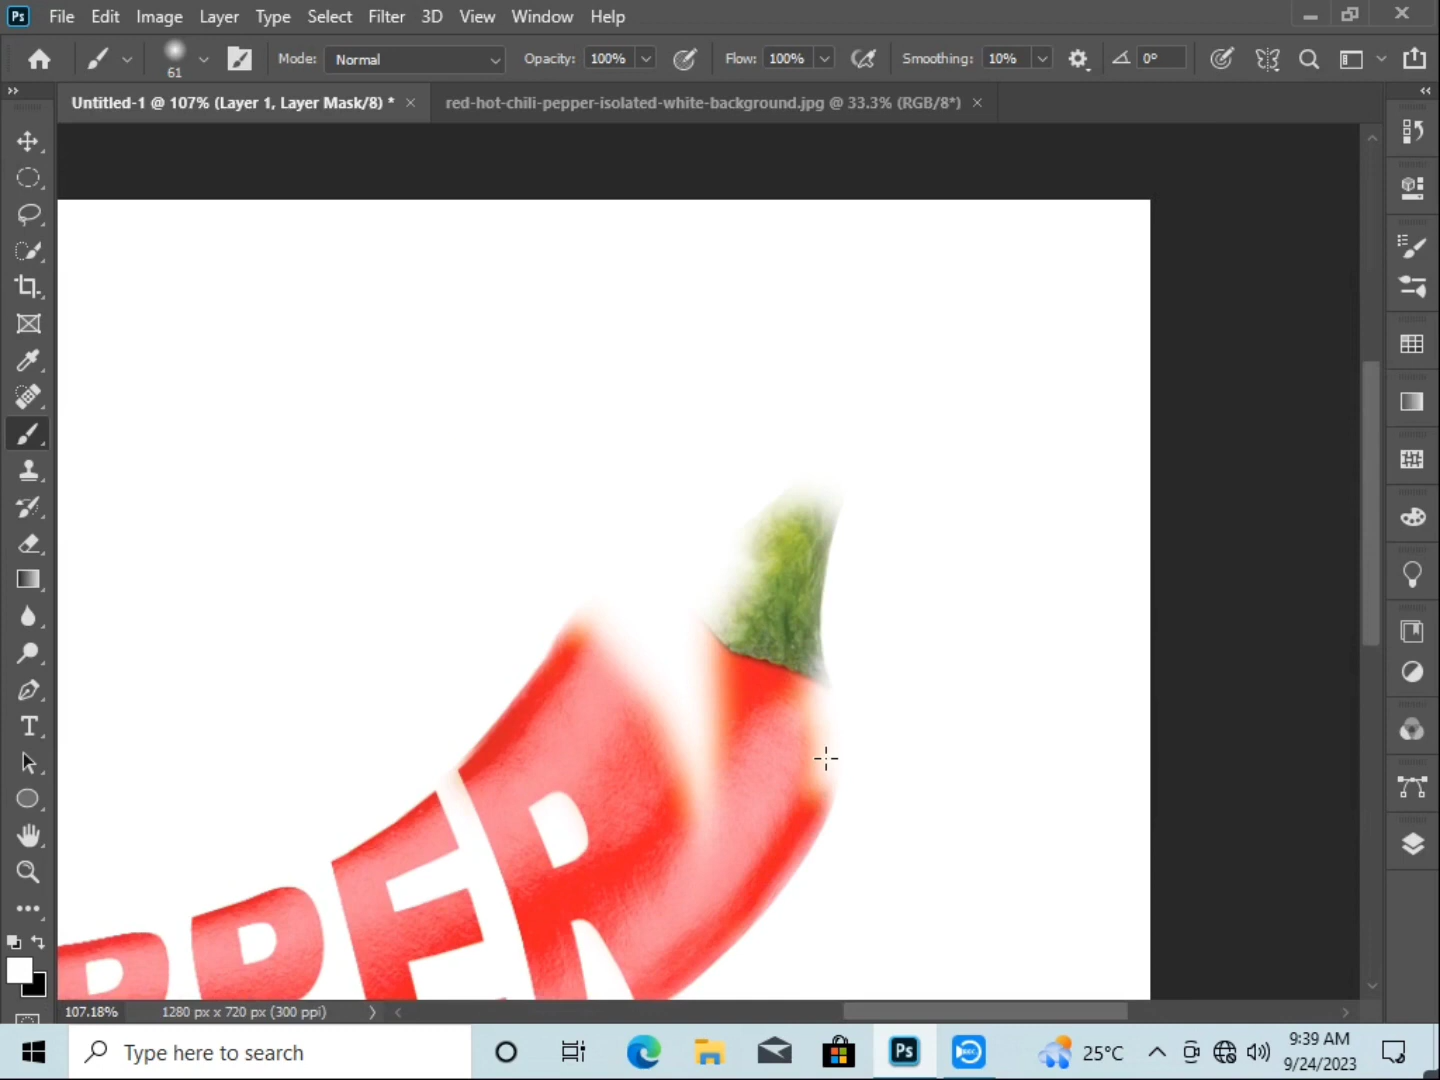 Ps File Edit Image Layer Type Select Filter 3D View Window Help
61 Mode: Normal Opacity: 100% Flow: 100% Smoothing: 10% 0°
Untitled-1 @ 107% (Layer 1, Layer Mask/8) * × red-hot-chili-pepper-isolated-white-background.jpg @ 33.3% (RGB/8*) ×
PPER
107.18% 1280 px x 720 px (300 ppi)
Type here to search
Ps
REC
25°C
9:39 AM
9/24/2023